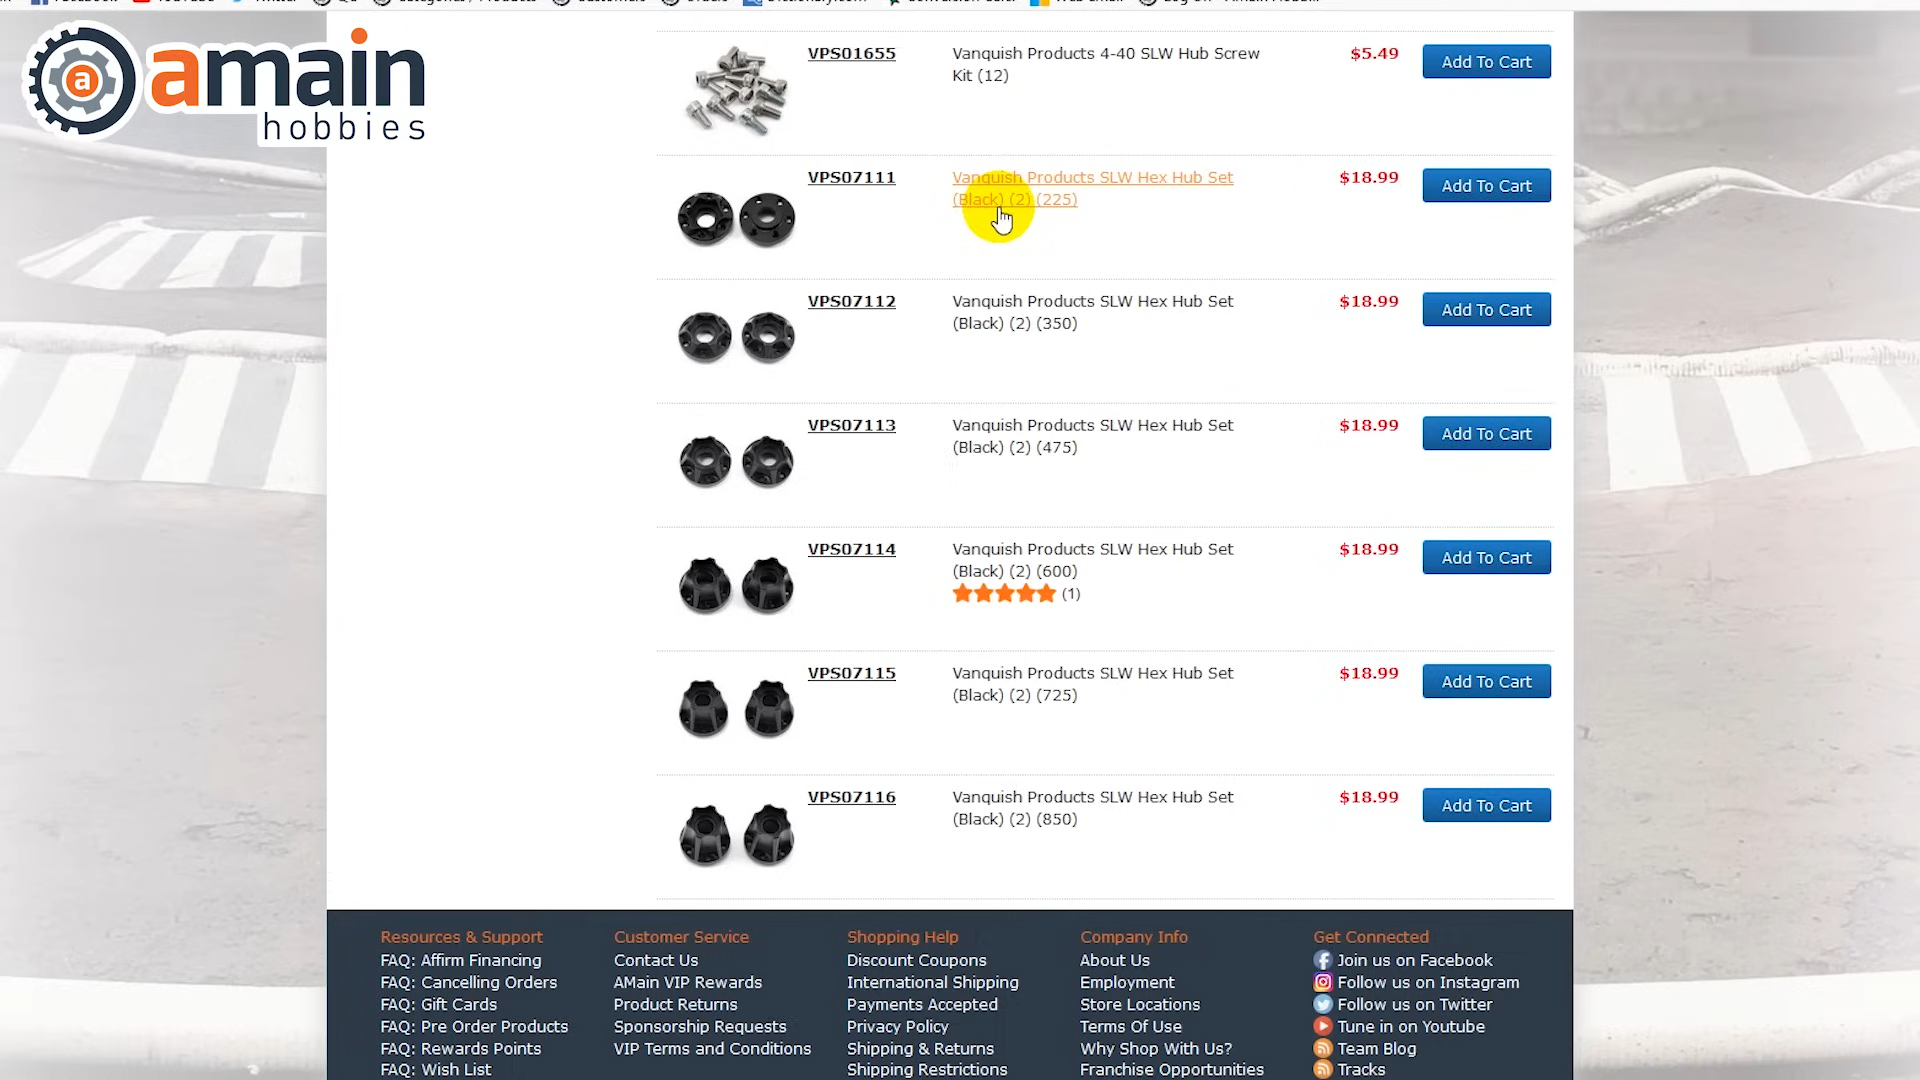 a
amain
hobbies
VPS01655
Vanquish Products 4-40 SLW Hub Screw
Kit (12)
$5.49
Add To Cart
VPS07111
Vanquish Products SLW Hex Hub Set
(Black) (2) (225)
$18.99
Add To Cart
VPS07112
Vanquish Products SLW Hex Hub Set
(Black) (2) (350)
$18.99
Add To Cart
VPS07113
Vanquish Products SLW Hex Hub Set
(Black) (2) (475)
$18.99
Add To Cart
VPS07114
Vanquish Products SLW Hex Hub Set
(Black) (2) (600)
(1)
$18.99
Add To Cart
VPS07115
Vanquish Products SLW Hex Hub Set
(Black) (2) (725)
$18.99
Add To Cart
VPS07116
Vanquish Products SLW Hex Hub Set
(Black) (2) (850)
$18.99
Add To Cart
Resources & Support
FAQ: Affirm Financing
FAQ: Cancelling Orders
FAQ: Gift Cards
FAQ: Pre Order Products
FAQ: Rewards Points
FAQ: Wish List
Customer Service
Contact Us
AMain VIP Rewards
Product Returns
Sponsorship Requests
VIP Terms and Conditions
Shopping Help
Discount Coupons
International Shipping
Payments Accepted
Privacy Policy
Shipping & Returns
Shipping Restrictions
Company Info
About Us
Employment
Store Locations
Terms Of Use
Why Shop With Us?
Franchise Opportunities
Get Connected
Join us on Facebook
Follow us on Instagram
Follow us on Twitter
Tune in on Youtube
Team Blog
Tracks